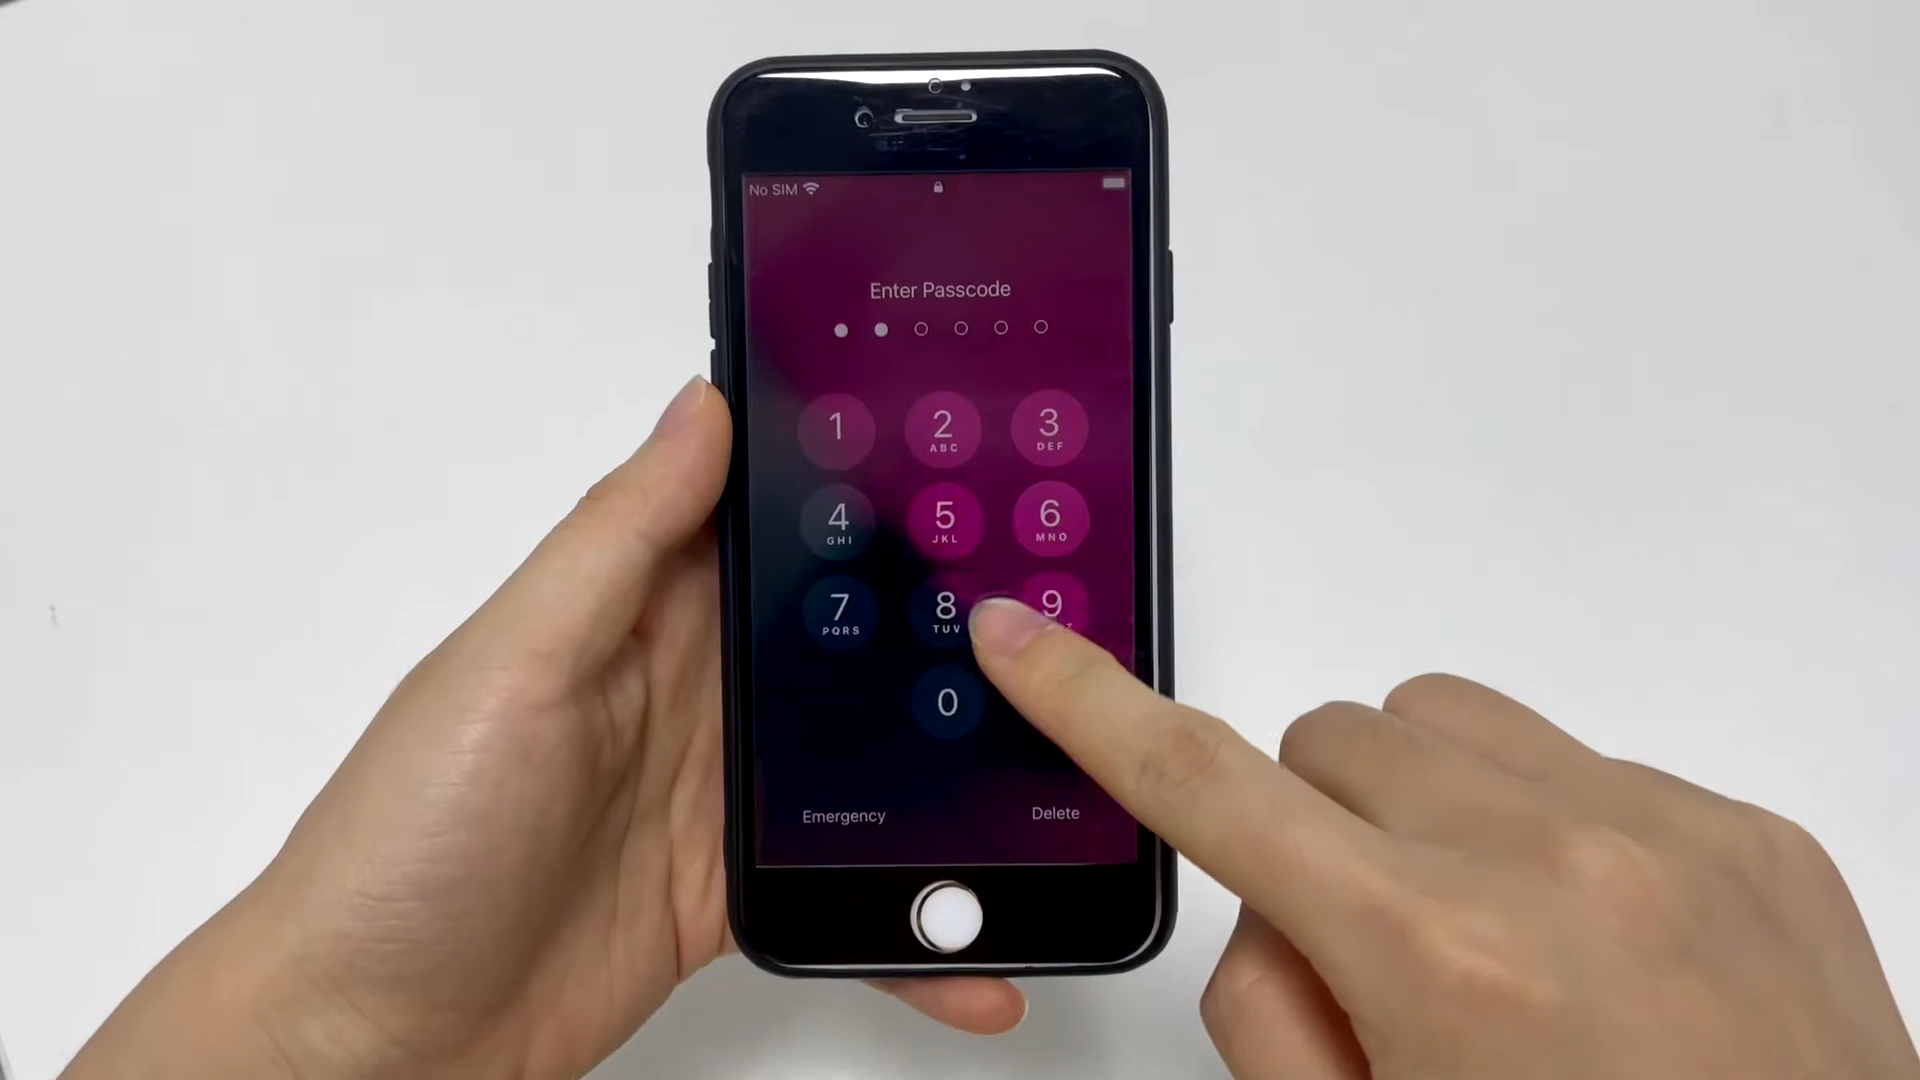 No SIM
Enter Passcode
1 2 3
ABC DEF
4 5 6
GHI JKL MNO
7 8 9
PQRS TUV
0
Emergency Delete